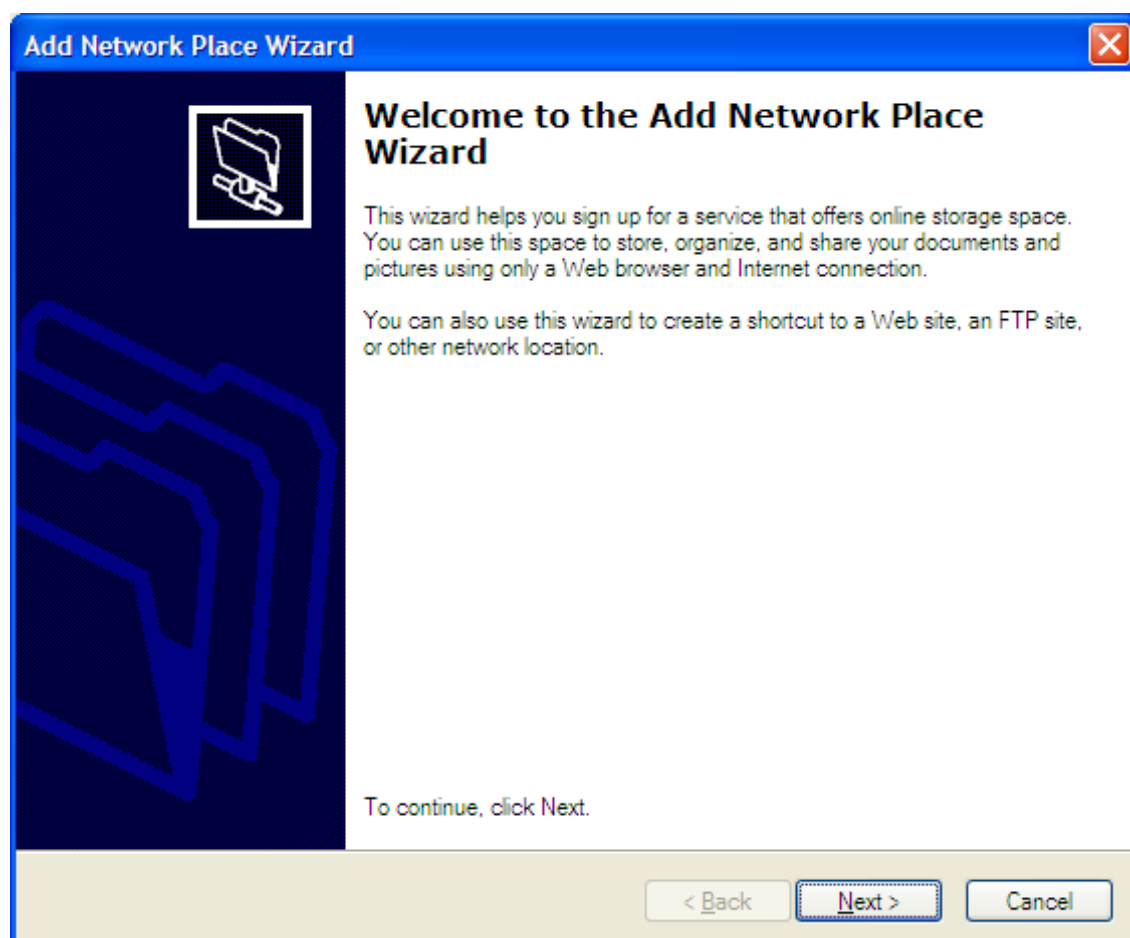 Add Network Place Wizard
Welcome to the Add Network Place
Wizard
This wizard helps you sign up for a service that offers online storage space.
You can use this space to store, organize, and share your documents and
pictures using only a Web browser and Internet connection.
You can also use this wizard to create a shortcut to a Web site, an FTP site,
or other network location.
To continue, click Next.
< Back
Next >
Cancel